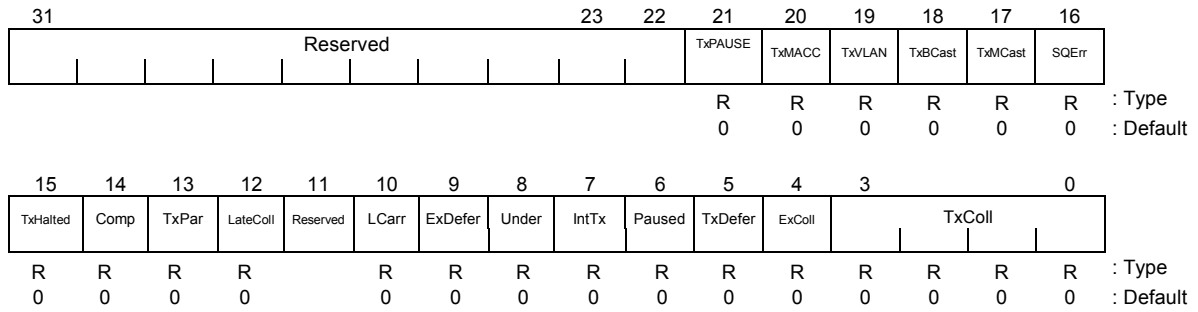 31 23 22 21 20 19 18 17 16
Reserved TxPAUSE TxMACC TxVLAN TxBCast TxMCast SQErr
R R R R R R : Type
0 0 0 0 0 0 : Default
15 14 13 12 11 10 9 8 7 6 5 4 3 0
TxHalted Comp TxPar LateColl Reserved LCarr ExDefer Under IntTx Paused TxDefer ExColl TxColl
R R R R R R R R R R R R R R R : Type
0 0 0 0 0 0 0 0 0 0 0 0 0 0 0 : Default